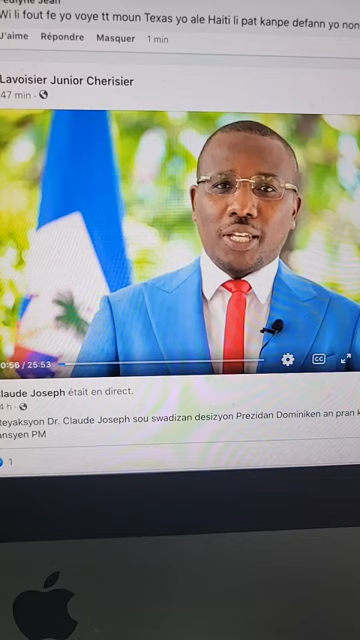 Wi li fout fe yo voye tt moun Texas yo ale Haiti li pat kanpe defann yo non
J'aime Répondre Masquer 1 min
Lavoisier Junior Cherisier
47 min ·
0:56 / 25:53
CC
Claude Joseph était en direct.
4 h ·
Reyaksyon Dr. Claude Joseph sou swadizan desizyon Prezidan Dominiken an pran
ansyen PM
1